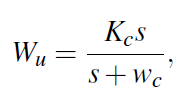 W_u = \frac{K_c s}{s + w_c},